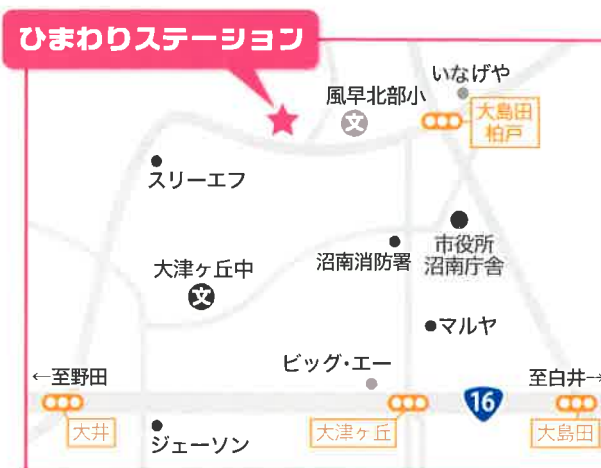 ひまわりステーション
いなげや
風早北部小
文
大島田
柏戸
スリーエフ
市役所
沼南庁舎
沼南消防署
大津ヶ丘中
文
マルヤ
ビッグ・エー
←至野田
至白井→
16
大井
大津ヶ丘
大島田
ジェーソン